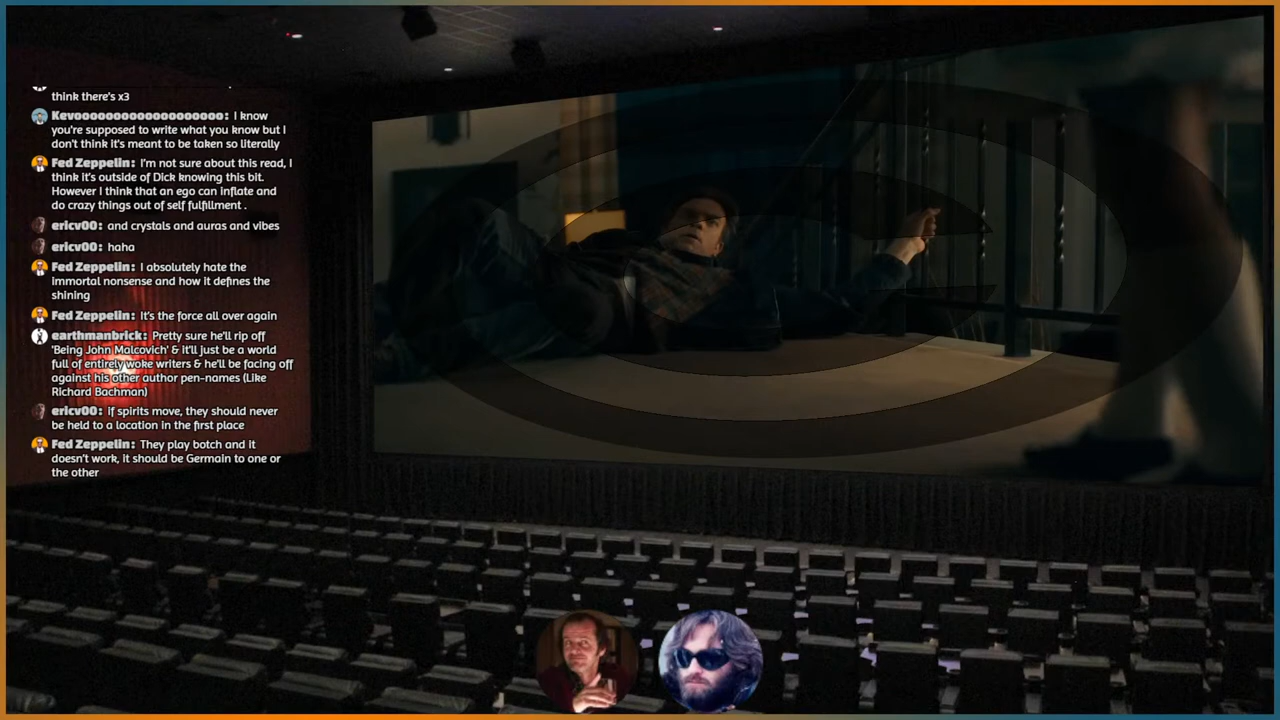 think there's x3
Kevooooooooooooooooooo: I know
you're supposed to write what you know but I
don't think it's meant to be taken so literally
Fed Zeppelin: I'm not sure about this read, I
think it's outside of Dick knowing this bit.
However I think that an ego can inflate and
do crazy things out of self fulfillment .
ericv00: and crystals and auras and vibes
ericv00: haha
Fed Zeppelin: I absolutely hate the
immortal nonsense and how it defines the
shining
Fed Zeppelin: It's the force all over again
earthmanbrick: Pretty sure he'll rip off
'Being John Malcovich' & it'll just be a world
full of entirely woke writers & he'll be facing off
against his other author pen-names (Like
Richard Bachman)
ericv00: if spirits move, they should never
be held to a location in the first place
Fed Zeppelin: They play botch and it
doesn't work, it should be Germain to one or
the other